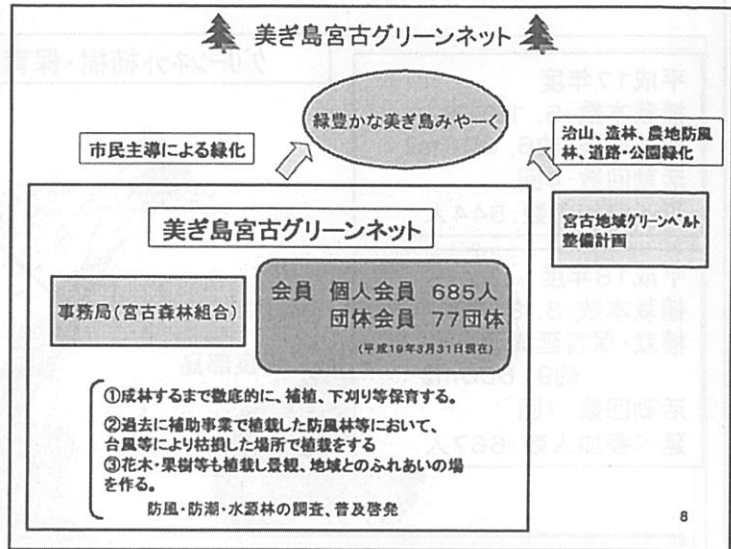 美ぎ島宮古グリーンネット
緑豊かな美ぎ島みやーく
市民主導による緑化
治山、造林、農地防風
林、道路・公園緑化
美ぎ島宮古グリーンネット
宮古地域グリーンベルト
整備計画
事務局(宮古森林組合)
会員 個人会員 685人
団体会員 77団体
(平成19年3月31日現在)
①成林するまで徹底的に、補植、下刈り等保育する。
②過去に補助事業で植栽した防風林等において、
台風等により枯損した場所で植栽をする
③花木・果樹等も植栽し景観、地域とのふれあいの場
を作る。
防風・防潮・水源林の調査、普及啓発
8